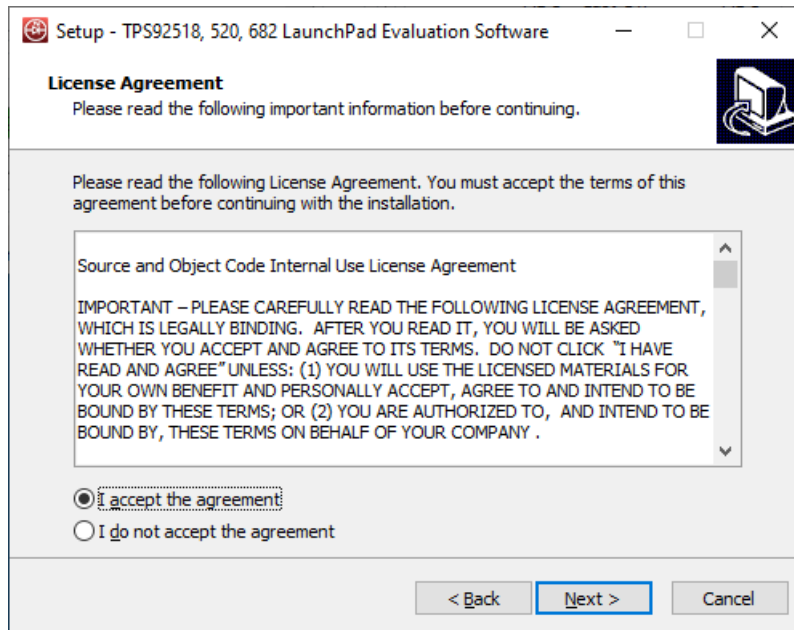 Setup - TPS92518, 520, 682 LaunchPad Evaluation Software
License Agreement
Please read the following important information before continuing.
Please read the following License Agreement. You must accept the terms of this
agreement before continuing with the installation.
Source and Object Code Internal Use License Agreement
IMPORTANT – PLEASE CAREFULLY READ THE FOLLOWING LICENSE AGREEMENT,
WHICH IS LEGALLY BINDING.  AFTER YOU READ IT, YOU WILL BE ASKED
WHETHER YOU ACCEPT AND AGREE TO ITS TERMS.  DO NOT CLICK “I HAVE
READ AND AGREE” UNLESS: (1) YOU WILL USE THE LICENSED MATERIALS FOR
YOUR OWN BENEFIT AND PERSONALLY ACCEPT, AGREE TO AND INTEND TO BE
BOUND BY THESE TERMS; OR (2) YOU ARE AUTHORIZED TO,  AND INTEND TO BE
BOUND BY, THESE TERMS ON BEHALF OF YOUR COMPANY .
I accept the agreement
I do not accept the agreement
< Back
Next >
Cancel